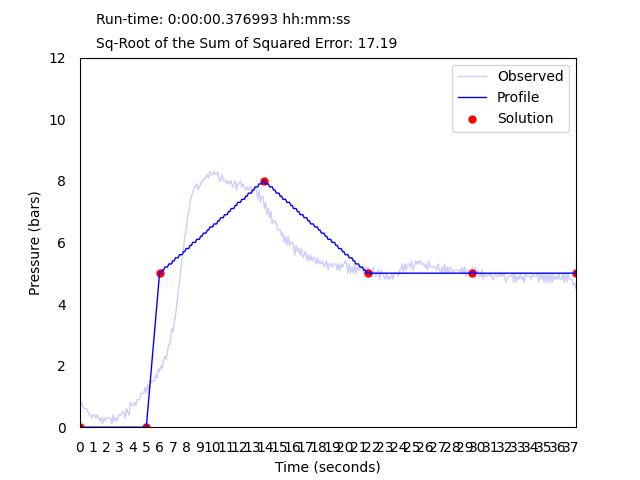 Run-time: 0:00:00.376993 hh:mm:ss
Sq-Root of the Sum of Squared Error: 17.19
12
10
8
6
4
2
0
Pressure (bars)
Observed
Profile
Solution
0 1 2 3 4 5 6 7 8 9 10 11 12 13 14 15 16 17 18 19 20 21 22 23 24 25 26 27 28 29 30 31 32 33 34 35 36 37
Time (seconds)